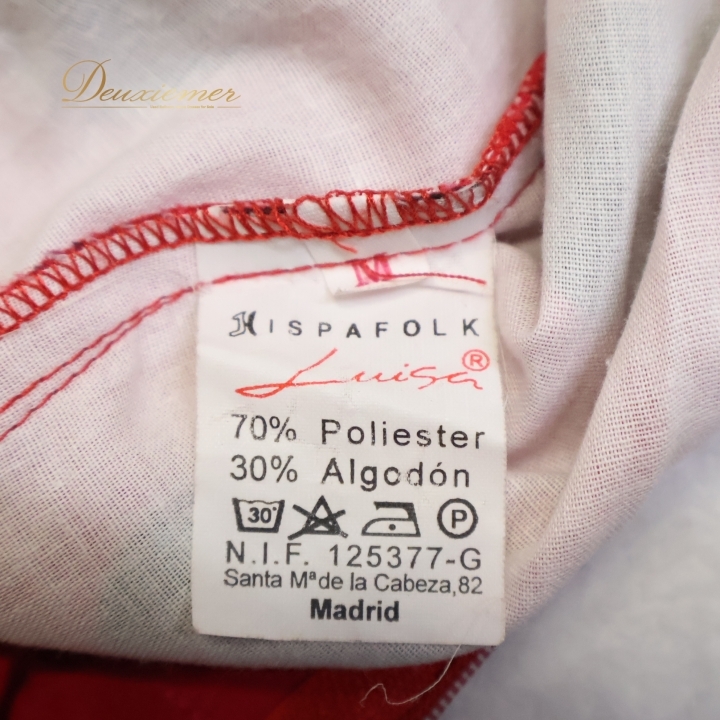 Deuxiemer
M
HISPAFOLK
Luisa ®
70% Poliester
30% Algodón
30°
P
N.I.F. 125377-G
Santa Mª de la Cabeza,82
Madrid